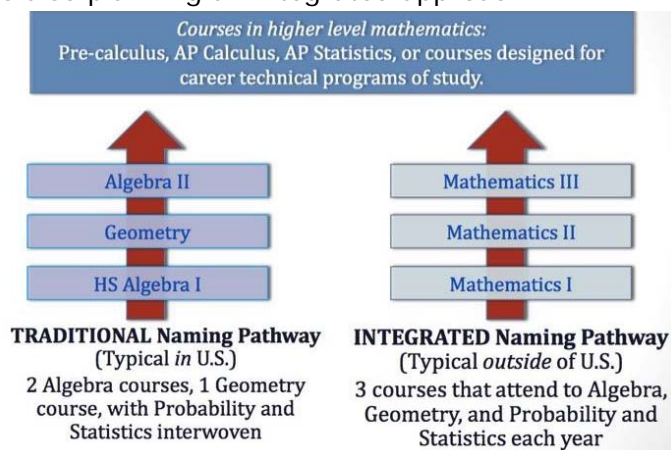 Courses in higher level mathematics:
Pre-calculus, AP Calculus, AP Statistics, or courses designed for
career technical programs of study.
Algebra II
Geometry
HS Algebra I
TRADITIONAL Naming Pathway
(Typical in U.S.)
2 Algebra courses, 1 Geometry
course, with Probability and
Statistics interwoven
Mathematics III
Mathematics II
Mathematics I
INTEGRATED Naming Pathway
(Typical outside of U.S.)
3 courses that attend to Algebra,
Geometry, and Probability and
Statistics each year